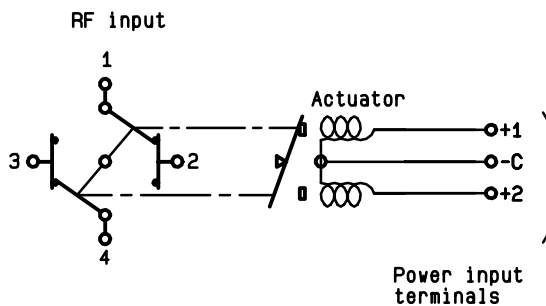 RF input
1
Actuator
+1
3
2
-C
+2
4
Power input
terminals